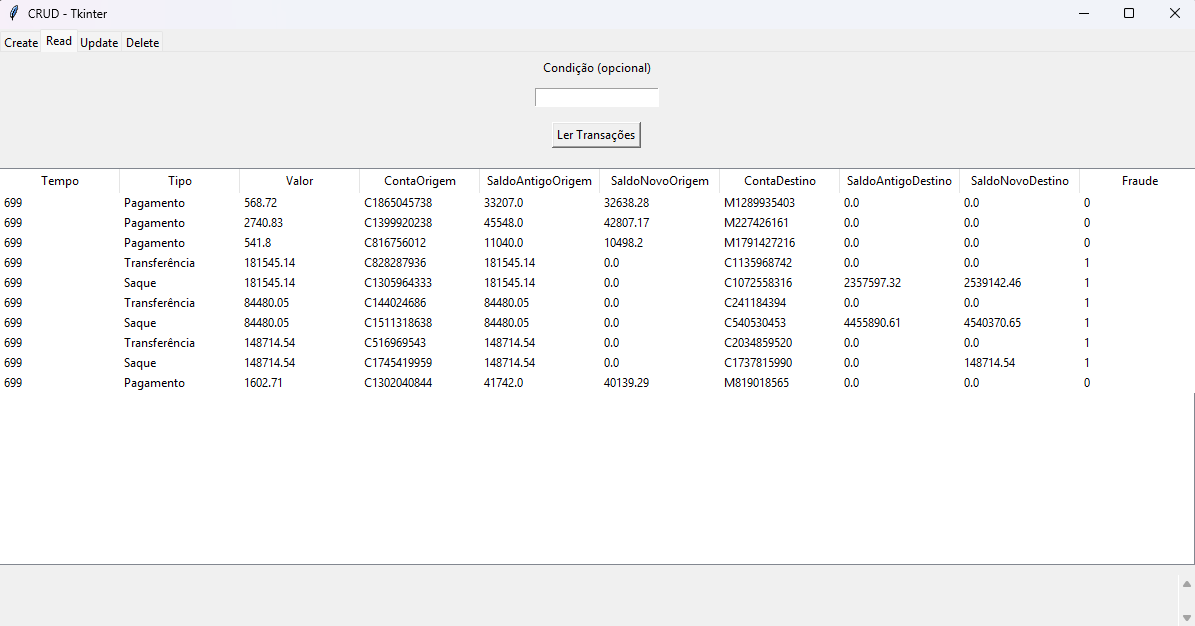 CRUD - Tkinter
Create Read Update Delete
Condição (opcional)
Ler Transações
Tempo Tipo Valor ContaOrigem SaldoAntigoOrigem SaldoNovoOrigem ContaDestino SaldoAntigoDestino SaldoNovoDestino Fraude
699 Pagamento 568.72 C1865045738 33207.0 32638.28 M1289935403 0.0 0.0 0
699 Pagamento 2740.83 C1399920238 45548.0 42807.17 M227426161 0.0 0.0 0
699 Pagamento 541.8 C816756012 11040.0 10498.2 M1791427216 0.0 0.0 0
699 Transferência 181545.14 C828287936 181545.14 0.0 C1135968742 0.0 0.0 1
699 Saque 181545.14 C1305964333 181545.14 0.0 C1072558316 2357597.32 2539142.46 1
699 Transferência 84480.05 C144024686 84480.05 0.0 C241184394 0.0 0.0 1
699 Saque 84480.05 C1511318638 84480.05 0.0 C540530453 4455890.61 4540370.65 1
699 Transferência 148714.54 C516969543 148714.54 0.0 C2034859520 0.0 0.0 1
699 Saque 148714.54 C1745419959 148714.54 0.0 C1737815990 0.0 148714.54 1
699 Pagamento 1602.71 C1302040844 41742.0 40139.29 M819018565 0.0 0.0 0